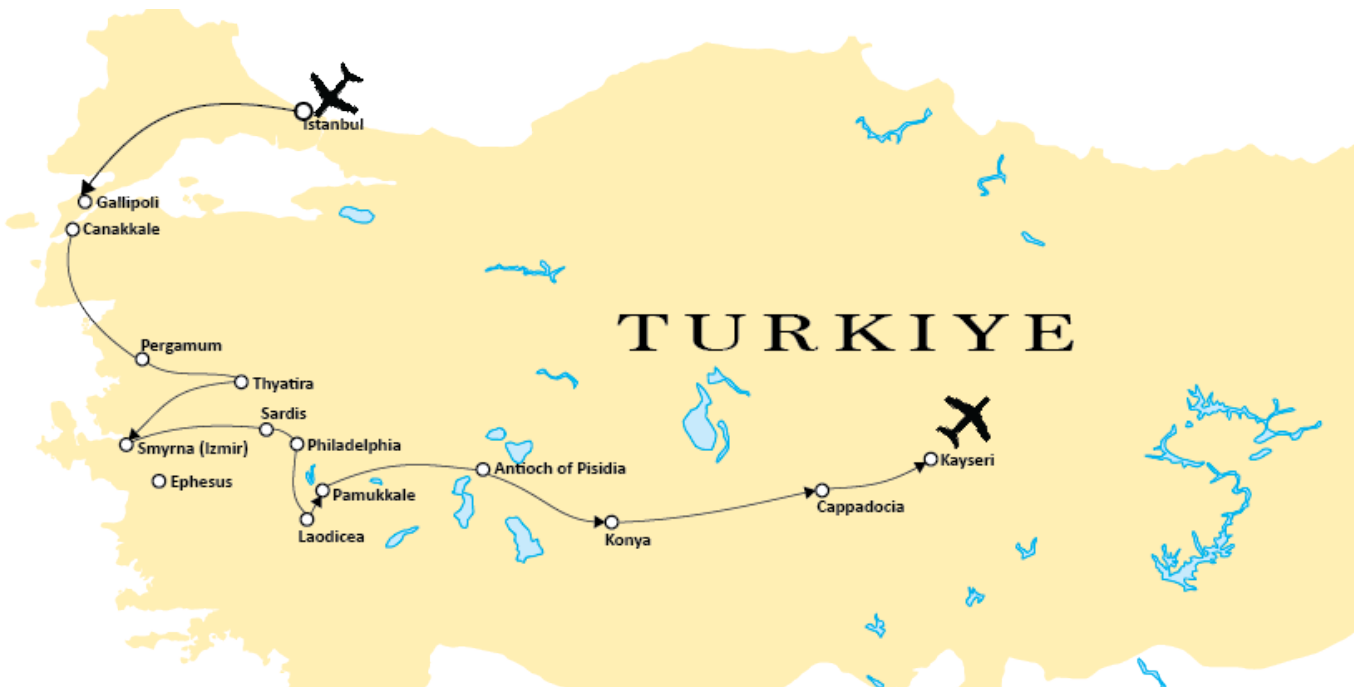 Istanbul
Gallipoli
Canakkale
TURKIYE
Pergamum
Thyatira
Sardis
Smyrna (Izmir)
Philadelphia
Kayseri
Antioch of Pisidia
Ephesus
Pamukkale
Cappadocia
Laodicea
Konya